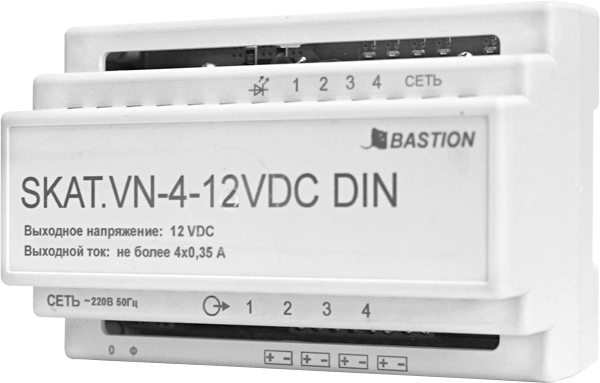 1 2 3 4 СЕТЬ
BASTION
SKAT.VN-4-12VDC DIN
Выходное напряжение: 12 VDC
Выходной ток: не более 4x0,35 А
СЕТЬ ~220В 50Гц 1 2 3 4
0 Ф + - + - + - + -